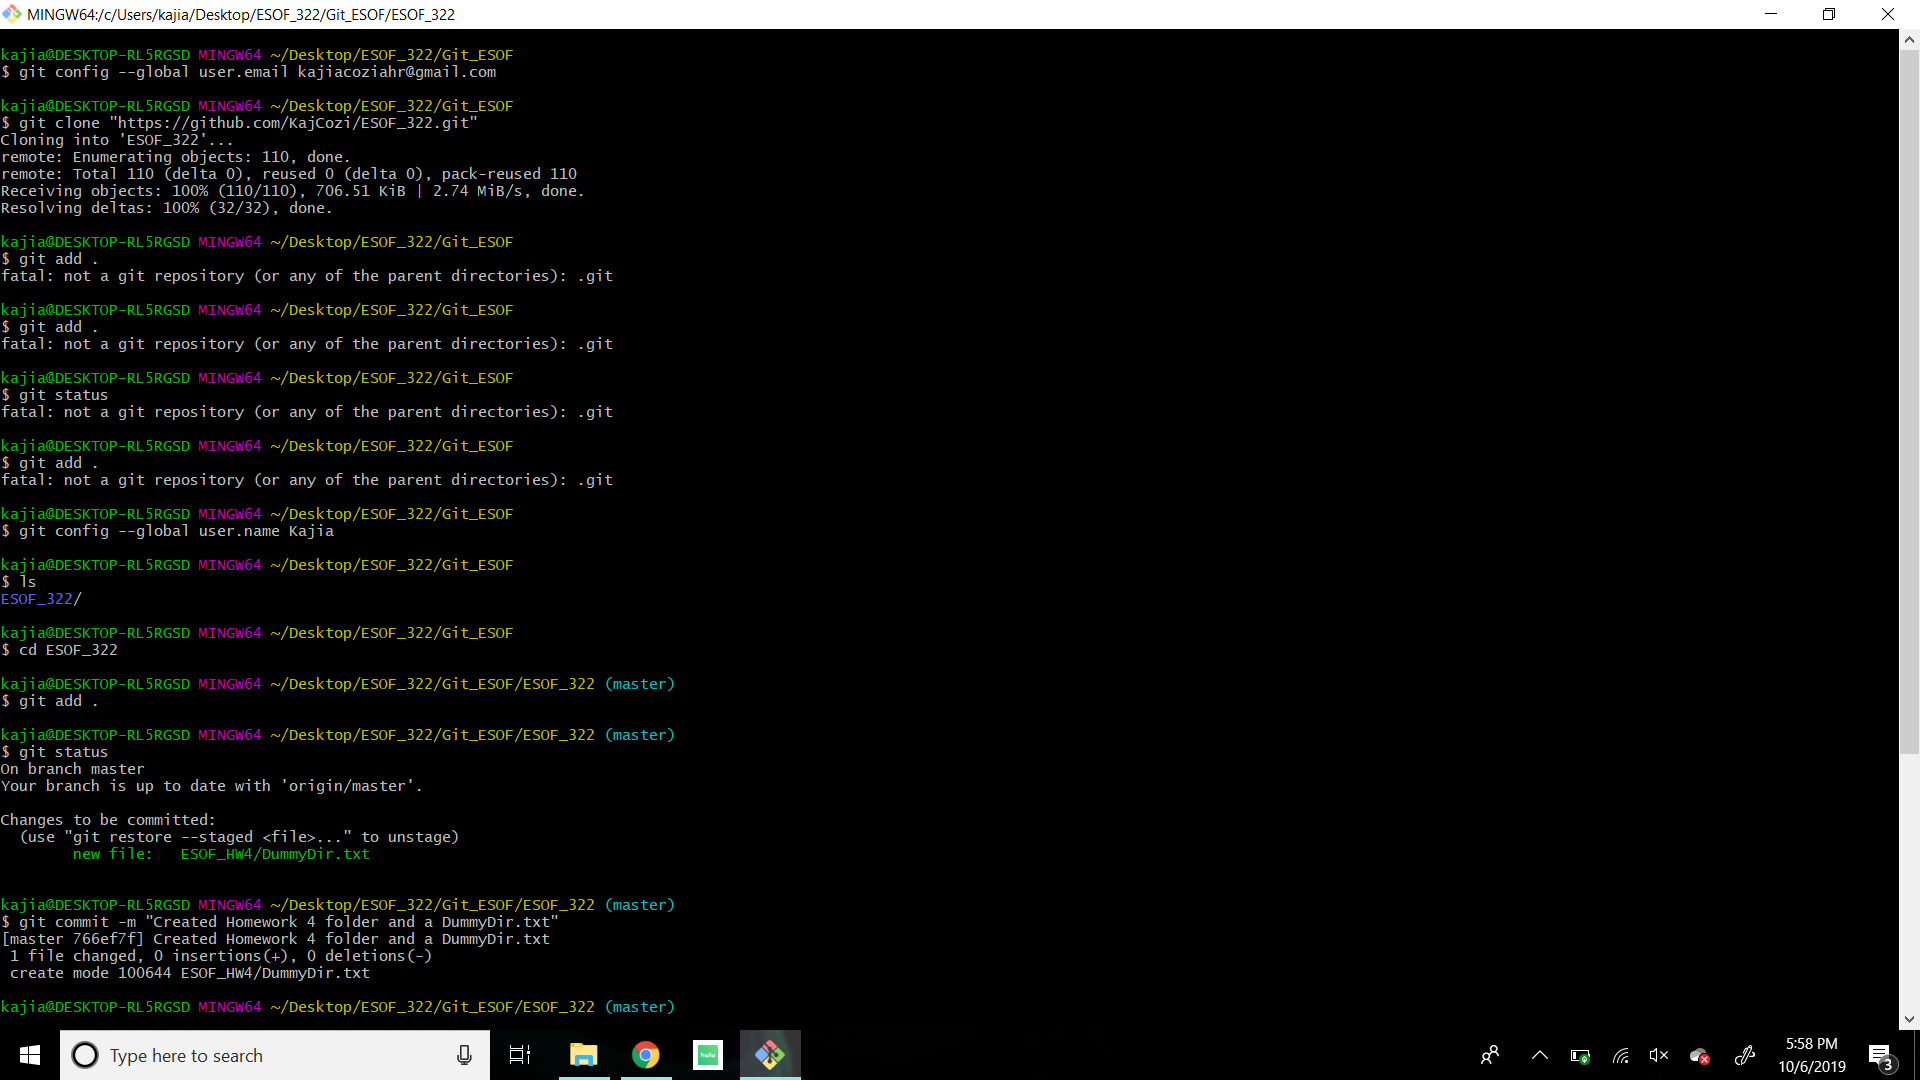 MINGW64:/c/Users/kajia/Desktop/ESOF_322/Git_ESOF/ESOF_322
kajia@DESKTOP-RL5RGSD MINGW64 ~/Desktop/ESOF_322/Git_ESOF
$ git config --global user.email kajiacoziahr@gmail.com
kajia@DESKTOP-RL5RGSD MINGW64 ~/Desktop/ESOF_322/Git_ESOF
$ git clone "https://github.com/KajCozi/ESOF_322.git"
Cloning into 'ESOF_322'...
remote: Enumerating objects: 110, done.
remote: Total 110 (delta 0), reused 0 (delta 0), pack-reused 110
Receiving objects: 100% (110/110), 706.51 KiB | 2.74 MiB/s, done.
Resolving deltas: 100% (32/32), done.
kajia@DESKTOP-RL5RGSD MINGW64 ~/Desktop/ESOF_322/Git_ESOF
$ git add .
fatal: not a git repository (or any of the parent directories): .git
kajia@DESKTOP-RL5RGSD MINGW64 ~/Desktop/ESOF_322/Git_ESOF
$ git add .
fatal: not a git repository (or any of the parent directories): .git
kajia@DESKTOP-RL5RGSD MINGW64 ~/Desktop/ESOF_322/Git_ESOF
$ git status
fatal: not a git repository (or any of the parent directories): .git
kajia@DESKTOP-RL5RGSD MINGW64 ~/Desktop/ESOF_322/Git_ESOF
$ git add .
fatal: not a git repository (or any of the parent directories): .git
kajia@DESKTOP-RL5RGSD MINGW64 ~/Desktop/ESOF_322/Git_ESOF
$ git config --global user.name Kajia
kajia@DESKTOP-RL5RGSD MINGW64 ~/Desktop/ESOF_322/Git_ESOF
$ ls
ESOF_322/
kajia@DESKTOP-RL5RGSD MINGW64 ~/Desktop/ESOF_322/Git_ESOF
$ cd ESOF_322
kajia@DESKTOP-RL5RGSD MINGW64 ~/Desktop/ESOF_322/Git_ESOF/ESOF_322 (master)
$ git add .
kajia@DESKTOP-RL5RGSD MINGW64 ~/Desktop/ESOF_322/Git_ESOF/ESOF_322 (master)
$ git status
On branch master
Your branch is up to date with 'origin/master'.
Changes to be committed:
(use "git restore --staged <file>..." to unstage)
new file:   ESOF_HW4/DummyDir.txt
kajia@DESKTOP-RL5RGSD MINGW64 ~/Desktop/ESOF_322/Git_ESOF/ESOF_322 (master)
$ git commit -m "Created Homework 4 folder and a DummyDir.txt"
[master 766ef7f] Created Homework 4 folder and a DummyDir.txt
1 file changed, 0 insertions(+), 0 deletions(-)
create mode 100644 ESOF_HW4/DummyDir.txt
kajia@DESKTOP-RL5RGSD MINGW64 ~/Desktop/ESOF_322/Git_ESOF/ESOF_322 (master)
Type here to search
hulu
5:58 PM
10/6/2019
3